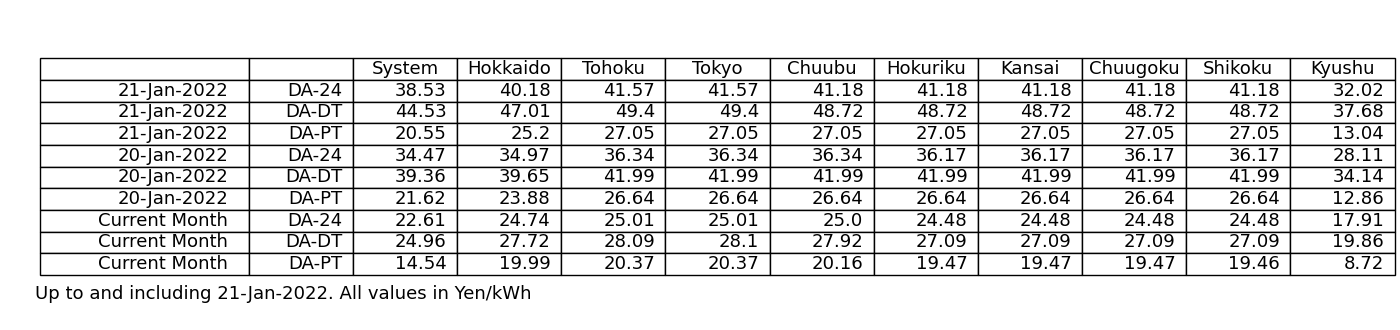 System Hokkaido Tohoku Tokyo Chuubu Hokuriku Kansai Chuugoku Shikoku Kyushu
21-Jan-2022 DA-24 38.53 40.18 41.57 41.57 41.18 41.18 41.18 41.18 41.18 32.02
21-Jan-2022 DA-DT 44.53 47.01 49.4 49.4 48.72 48.72 48.72 48.72 48.72 37.68
21-Jan-2022 DA-PT 20.55 25.2 27.05 27.05 27.05 27.05 27.05 27.05 27.05 13.04
20-Jan-2022 DA-24 34.47 34.97 36.34 36.34 36.34 36.17 36.17 36.17 36.17 28.11
20-Jan-2022 DA-DT 39.36 39.65 41.99 41.99 41.99 41.99 41.99 41.99 41.99 34.14
20-Jan-2022 DA-PT 21.62 23.88 26.64 26.64 26.64 26.64 26.64 26.64 26.64 12.86
Current Month DA-24 22.61 24.74 25.01 25.01 25.0 24.48 24.48 24.48 24.48 17.91
Current Month DA-DT 24.96 27.72 28.09 28.1 27.92 27.09 27.09 27.09 27.09 19.86
Current Month DA-PT 14.54 19.99 20.37 20.37 20.16 19.47 19.47 19.47 19.46 8.72
Up to and including 21-Jan-2022. All values in Yen/kWh